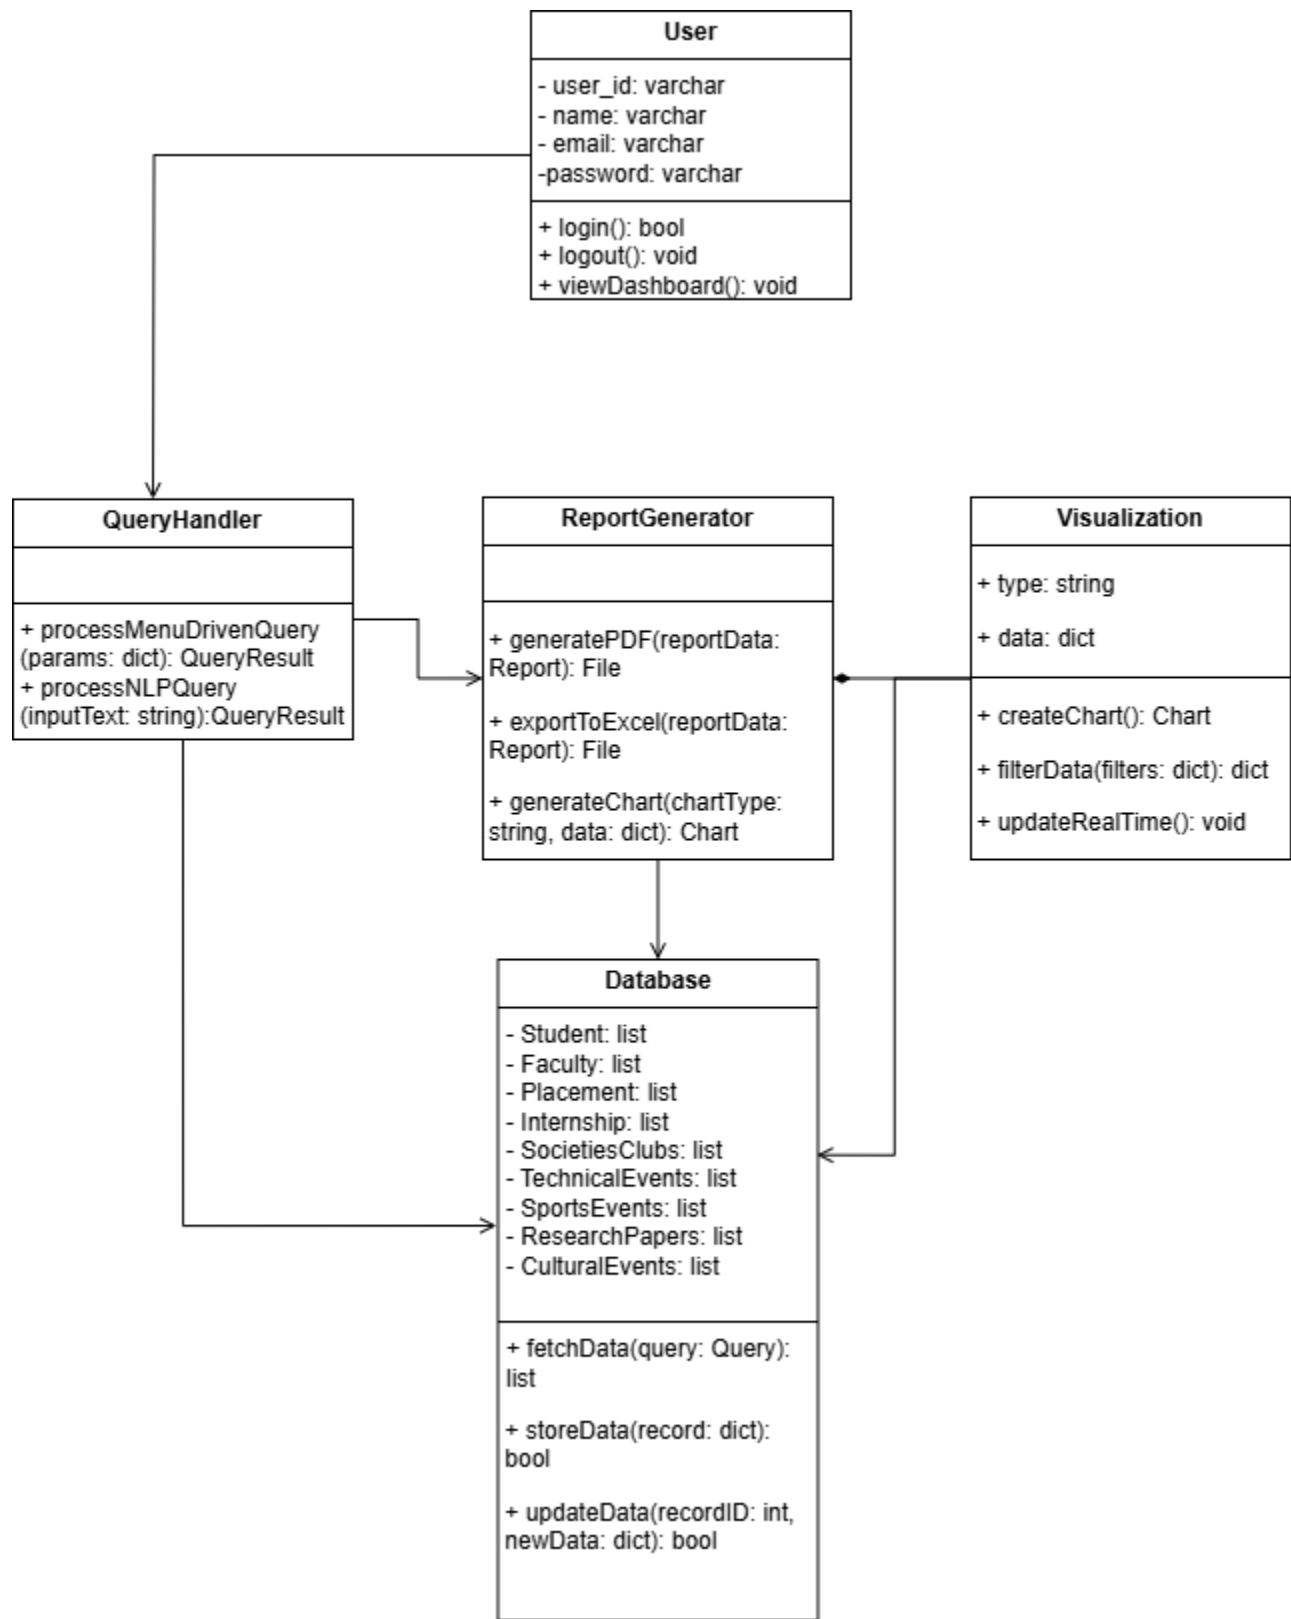 User
- user_id: varchar
- name: varchar
- email: varchar
-password: varchar
+ login(): bool
+ logout(): void
+ viewDashboard(): void
QueryHandler
+ processMenuDrivenQuery
(params: dict): QueryResult
+ processNLPQuery
(inputText: string):QueryResult
ReportGenerator
+ generatePDF(reportData:
Report): File
+ exportToExcel(reportData:
Report): File
+ generateChart(chartType:
string, data: dict): Chart
Visualization
+ type: string
+ data: dict
+ createChart(): Chart
+ filterData(filters: dict): dict
+ updateRealTime(): void
Database
- Student: list
- Faculty: list
- Placement: list
- Internship: list
- SocietiesClubs: list
- TechnicalEvents: list
- SportsEvents: list
- ResearchPapers: list
- CulturalEvents: list
+ fetchData(query: Query):
list
+ storeData(record: dict):
bool
+ updateData(recordID: int,
newData: dict): bool